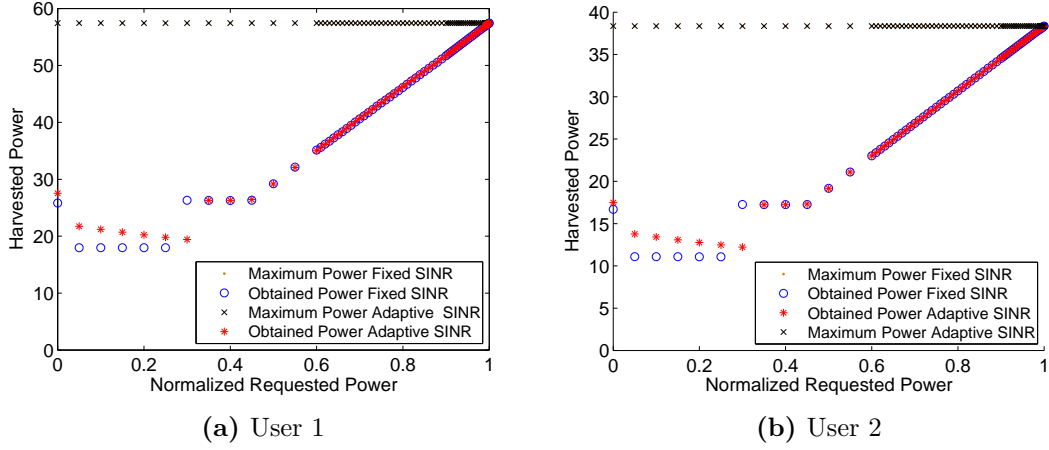 60
50
40
30
20
10
0
Harvested Power
0 0.2 0.4 0.6 0.8 1
Normalized Requested Power
Maximum Power Fixed SINR
Obtained Power Fixed SINR
Maximum Power Adaptive SINR
Obtained Power Adaptive SINR
(a) User 1
40
35
30
25
20
15
10
5
0
Harvested Power
0 0.2 0.4 0.6 0.8 1
Normalized Requested Power
Maximum Power Fixed SINR
Obtained Power Fixed SINR
Obtained Power Adaptive SINR
Maximum Power Adaptive SINR
(b) User 2